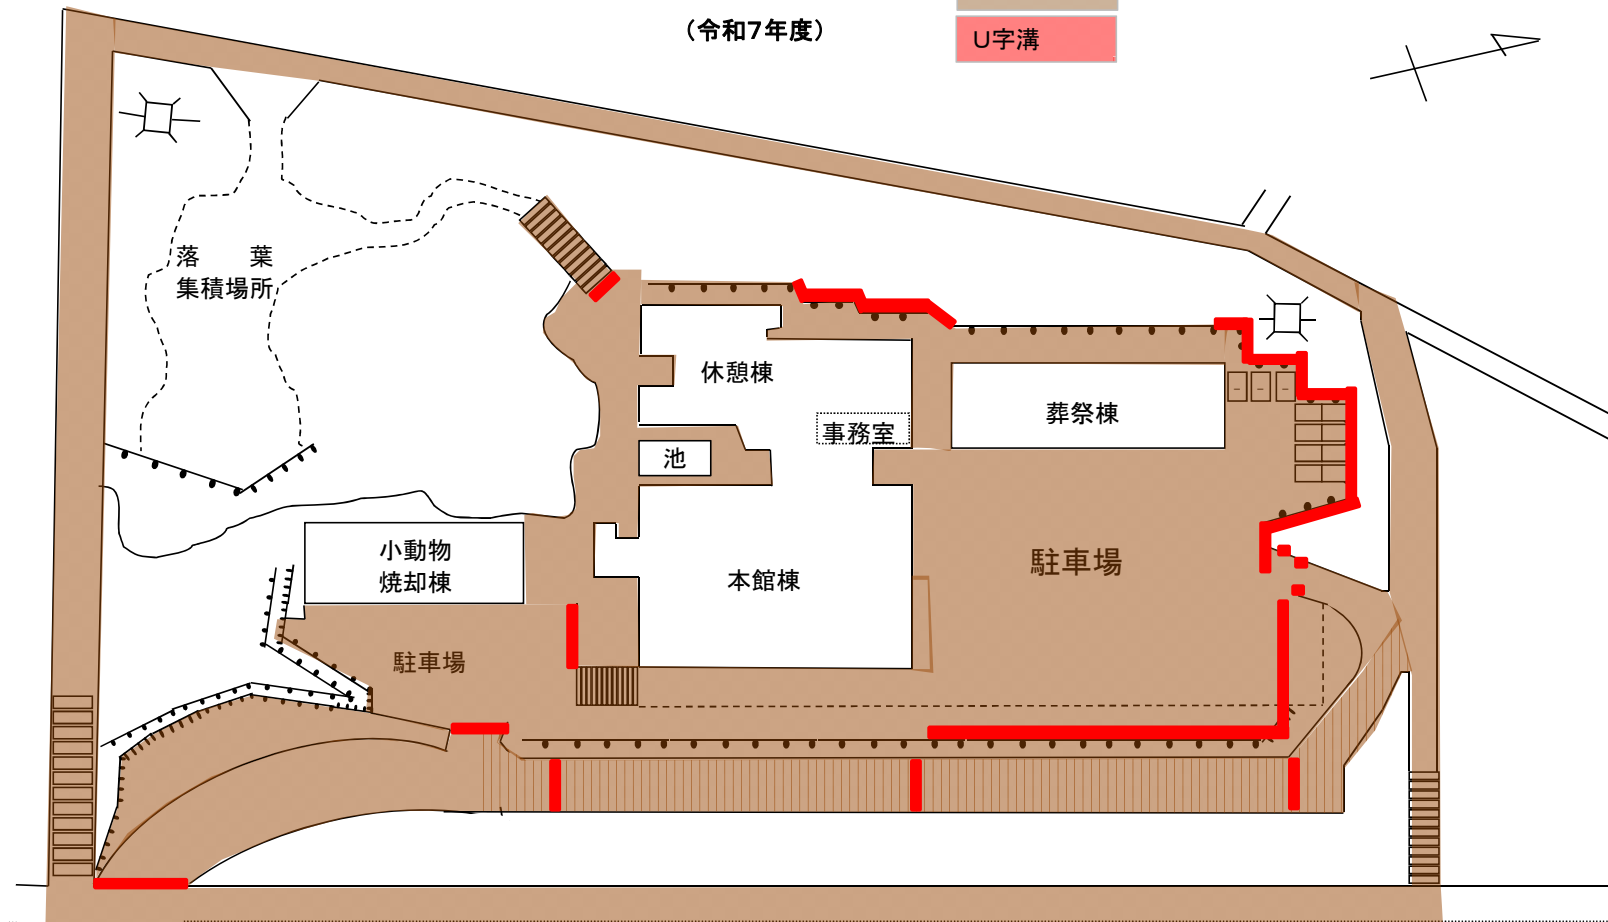 （令和7年度）
U字溝
落　葉
集積場所
休憩棟
事務室
葬祭棟
池
小動物
焼却棟
本館棟
駐車場
駐車場